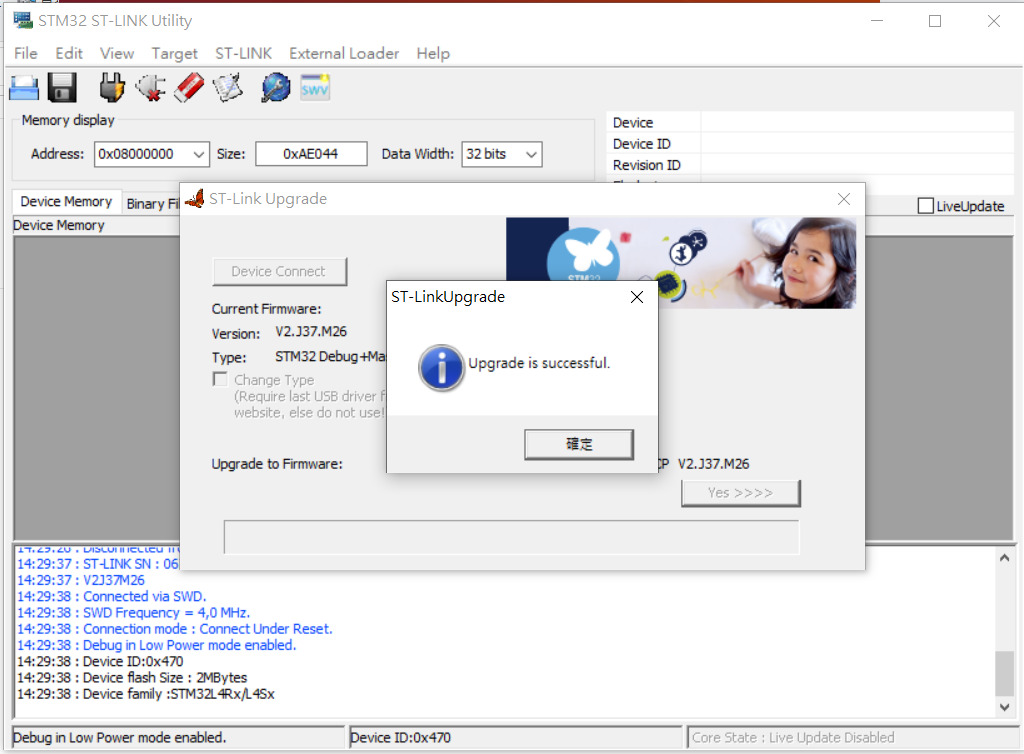 STM32 ST-LINK Utility
File Edit View Target ST-LINK External Loader Help
SWV
Memory display
Address: 0x08000000 Size: 0xAE044 Data Width: 32 bits
Device
Device ID
Revision ID
Device Memory Binary Fi
LiveUpdate
Device Memory
ST-Link Upgrade
STM32
Device Connect
Current Firmware:
Version: V2.J37.M26
Type: STM32 Debug+Mas
Change Type
(Require last USB driver f
website, else do not use!
Upgrade to Firmware:
CP V2.J37.M26
Yes >>>>
ST-LinkUpgrade
Upgrade is successful.
確定
14:29:37 : ST-LINK SN : 06
14:29:37 : V2J37M26
14:29:38 : Connected via SWD.
14:29:38 : SWD Frequency = 4,0 MHz.
14:29:38 : Connection mode : Connect Under Reset.
14:29:38 : Debug in Low Power mode enabled.
14:29:38 : Device ID:0x470
14:29:38 : Device flash Size : 2MBytes
14:29:38 : Device family :STM32L4Rx/L4Sx
Debug in Low Power mode enabled.
Device ID:0x470
Core State : Live Update Disabled